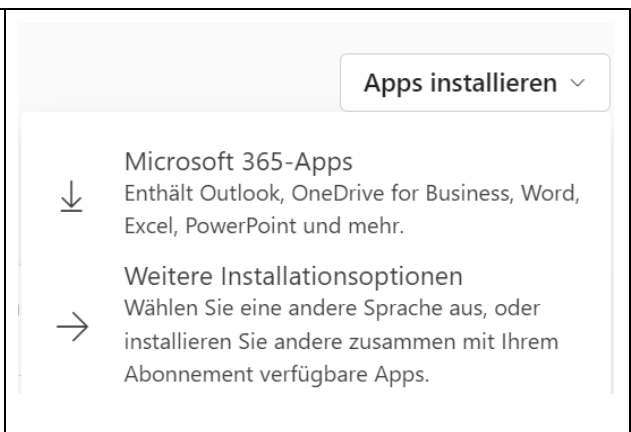 Apps installieren
Microsoft 365-Apps
Enthält Outlook, OneDrive for Business, Word,
Excel, PowerPoint und mehr.
Weitere Installationsoptionen
Wählen Sie eine andere Sprache aus, oder
installieren Sie andere zusammen mit Ihrem
Abonnement verfügbare Apps.